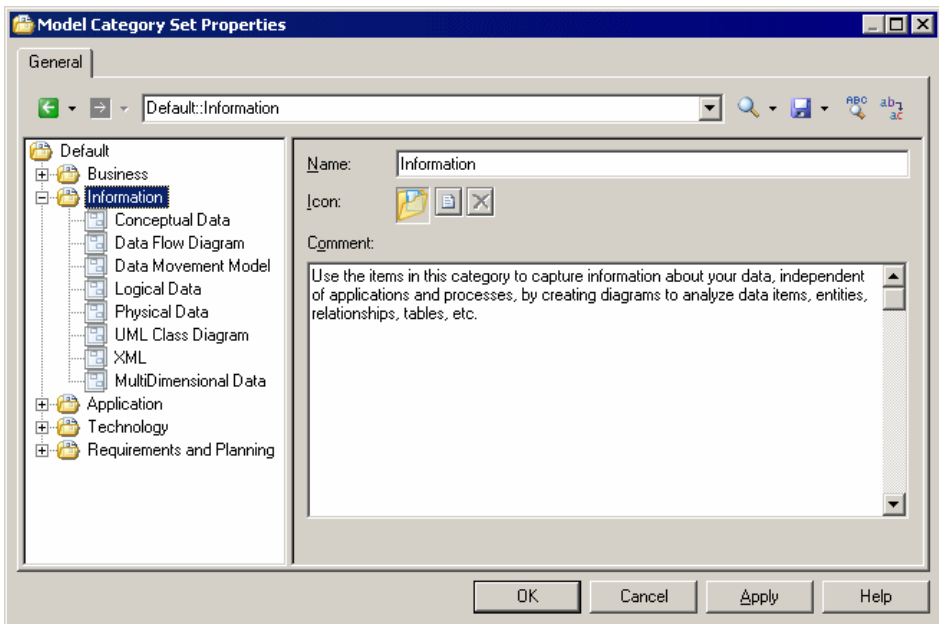 Model Category Set Properties
General
Default::Information
ABC
ab
ac
Default
Business
Information
Conceptual Data
Data Flow Diagram
Data Movement Model
Logical Data
Physical Data
UML Class Diagram
XML
MultiDimensional Data
Application
Technology
Requirements and Planning
Name: Information
Icon:
Comment:
Use the items in this category to capture information about your data, independent
of applications and processes, by creating diagrams to analyze data items, entities,
relationships, tables, etc.
OK Cancel Apply Help